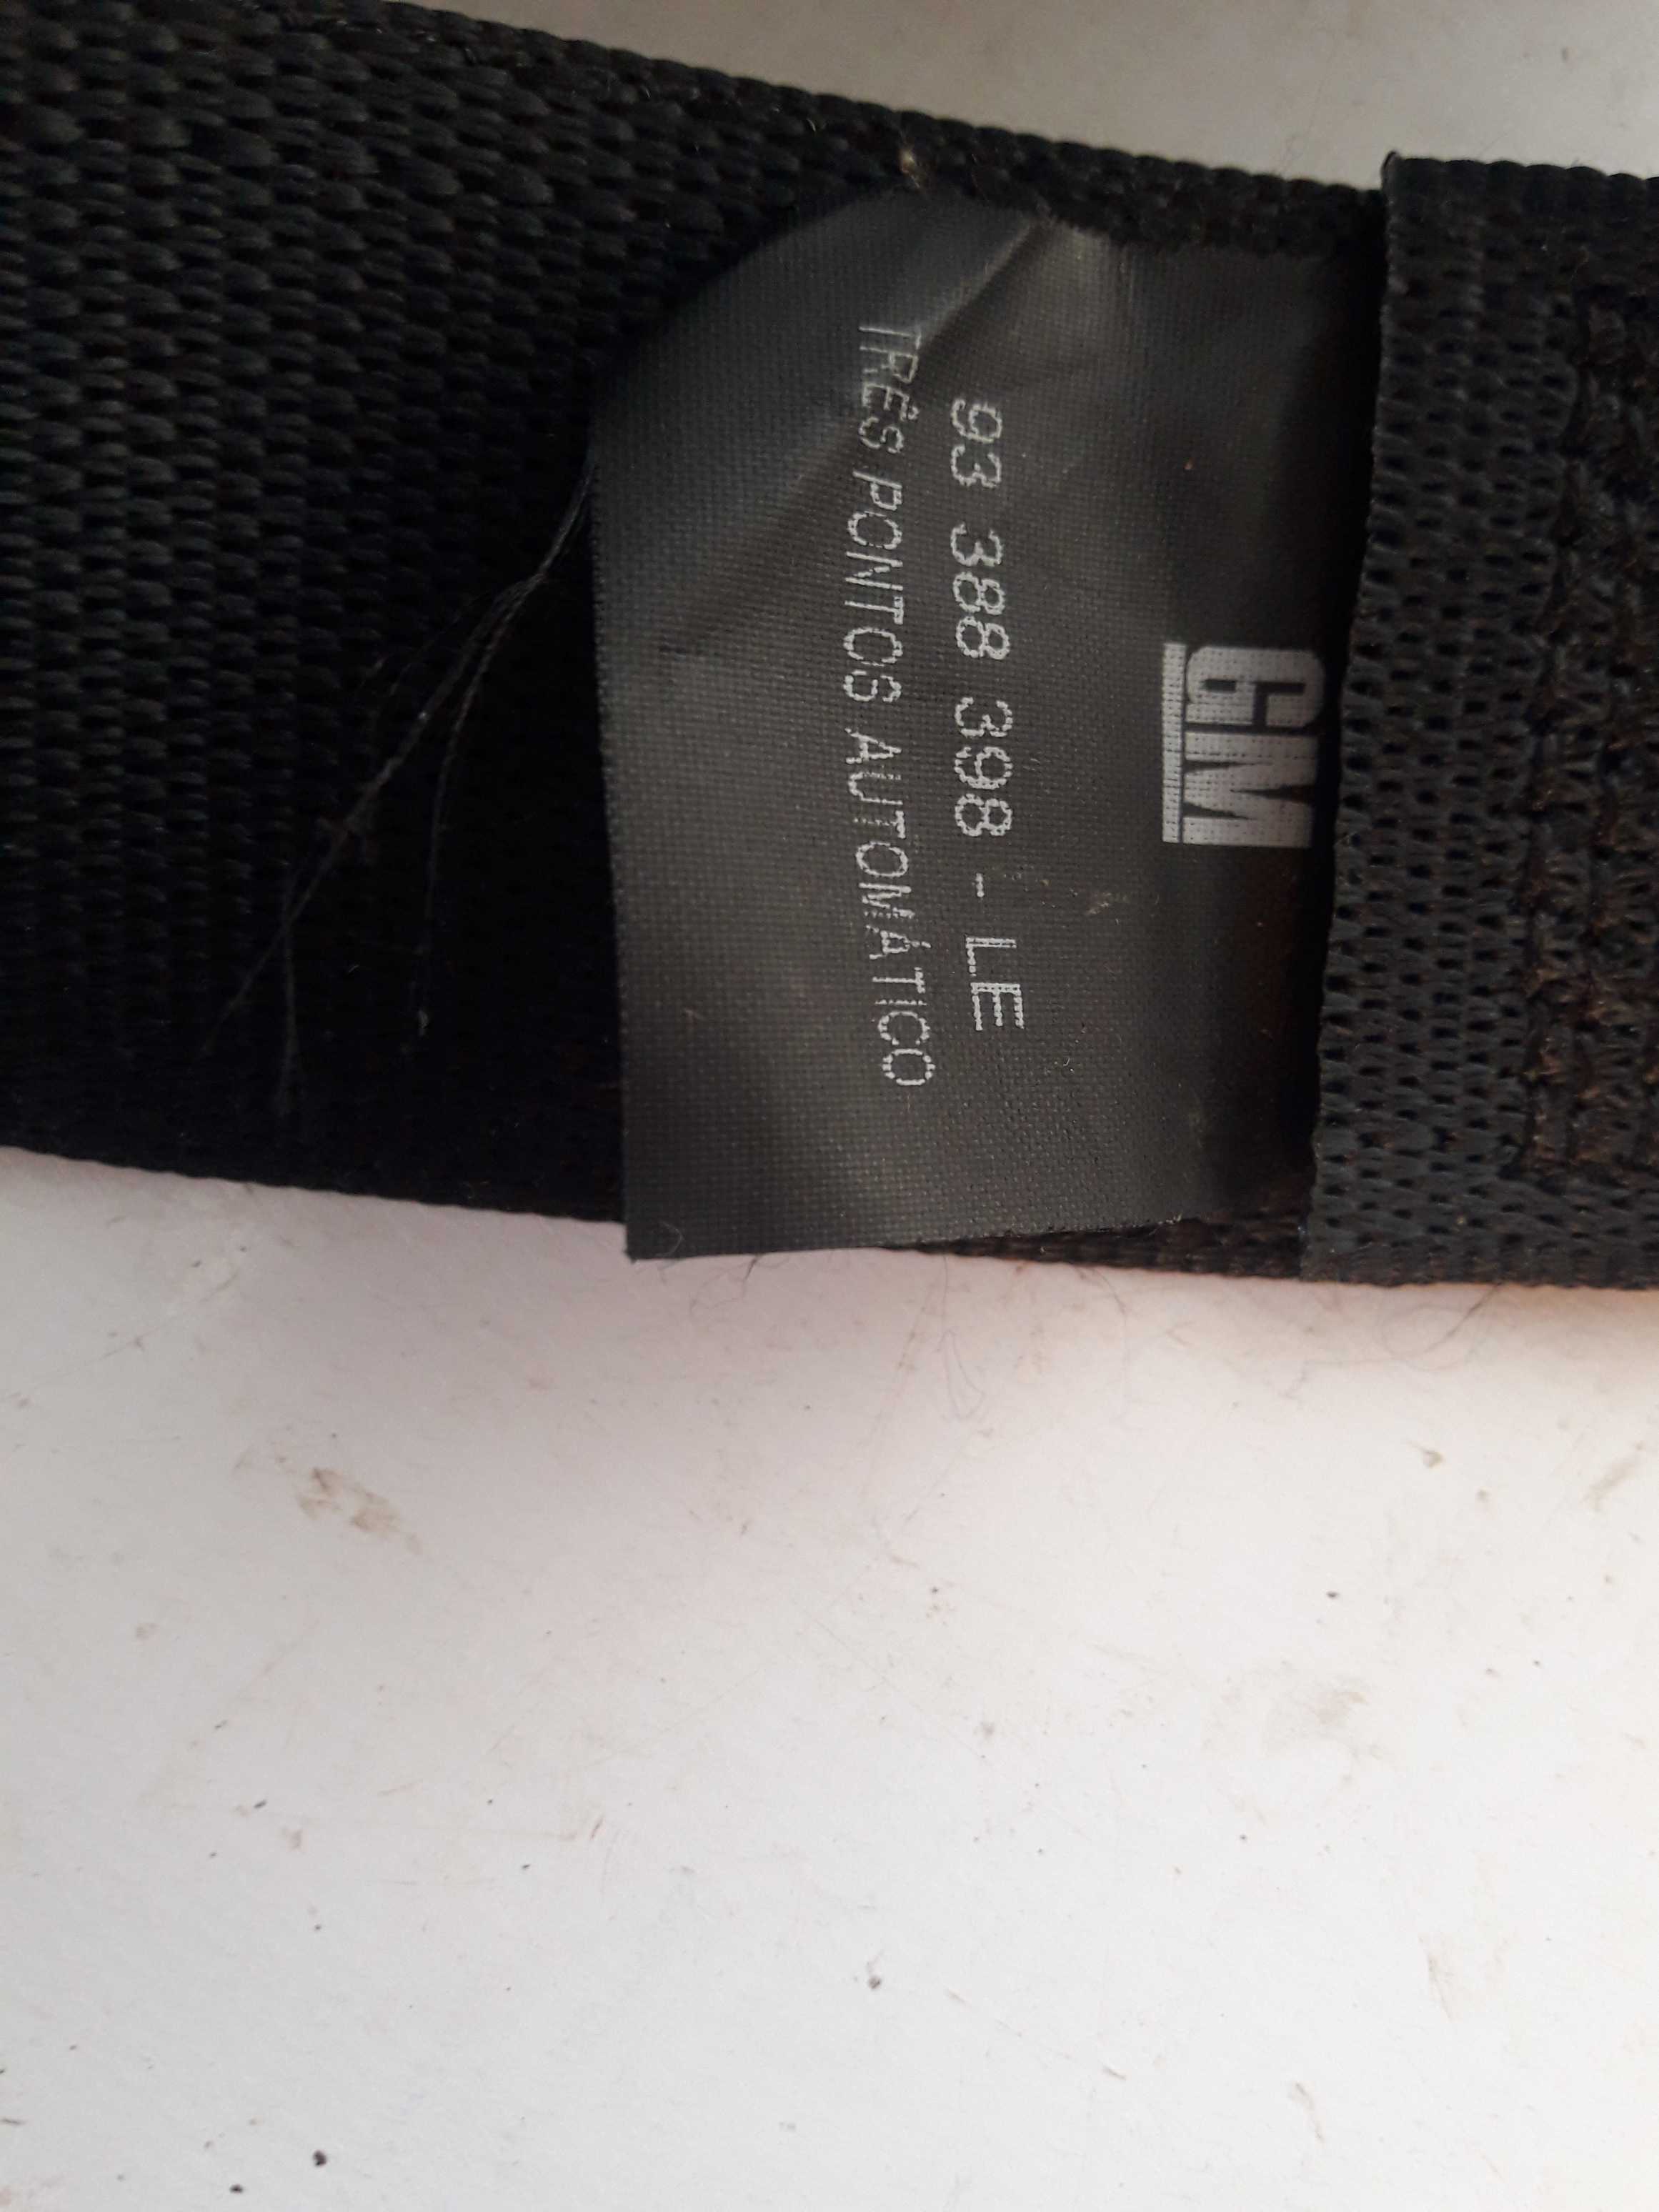 GM
93 388 398 - LE
TRÊS PONTOS AUTOMÁTICO